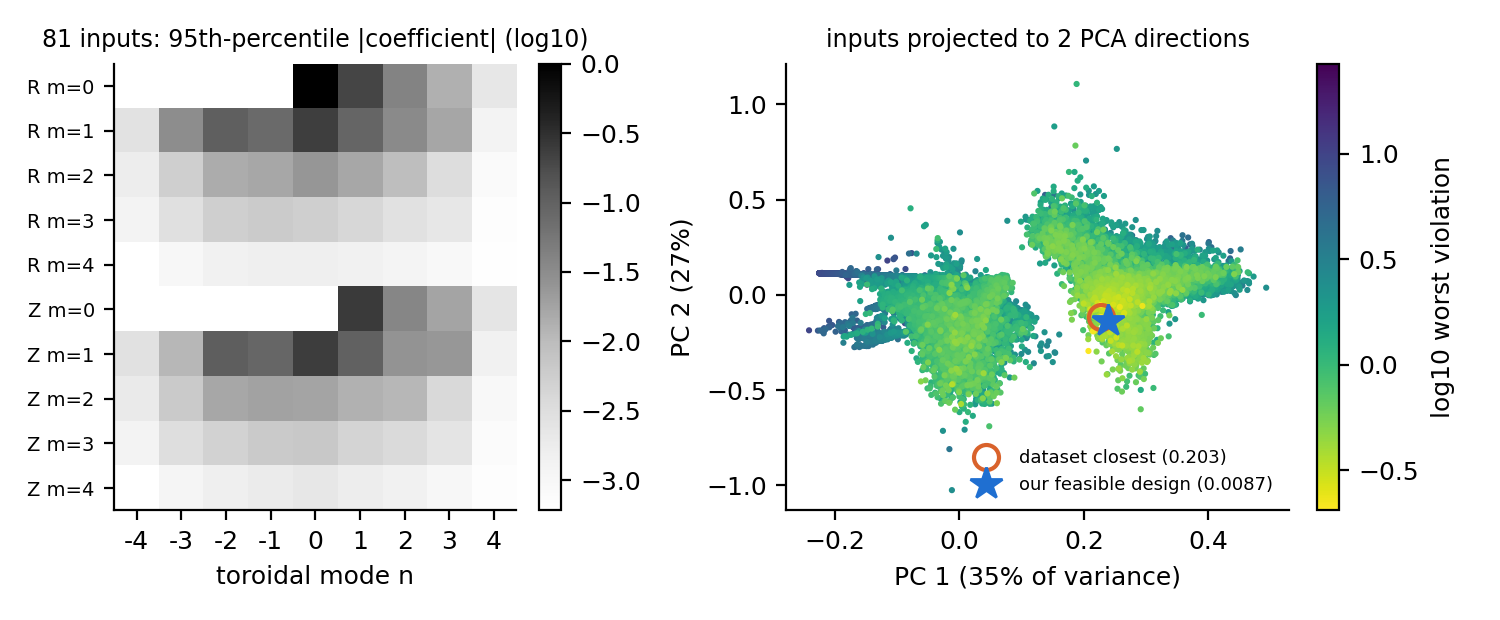 81 inputs: 95th-percentile |coefficient| (log10)
R m=0
R m=1
R m=2
R m=3
R m=4
Z m=0
Z m=1
Z m=2
Z m=3
Z m=4
-4 -3 -2 -1 0 1 2 3 4
toroidal mode n
0.0
−0.5
−1.0
−1.5
−2.0
−2.5
−3.0
inputs projected to 2 PCA directions
PC 2 (27%)
1.0
0.5
0.0
−0.5
−1.0
dataset closest (0.203)
our feasible design (0.0087)
−0.2 0.0 0.2 0.4
PC 1 (35% of variance)
1.0
0.5
0.0
−0.5
log10 worst violation